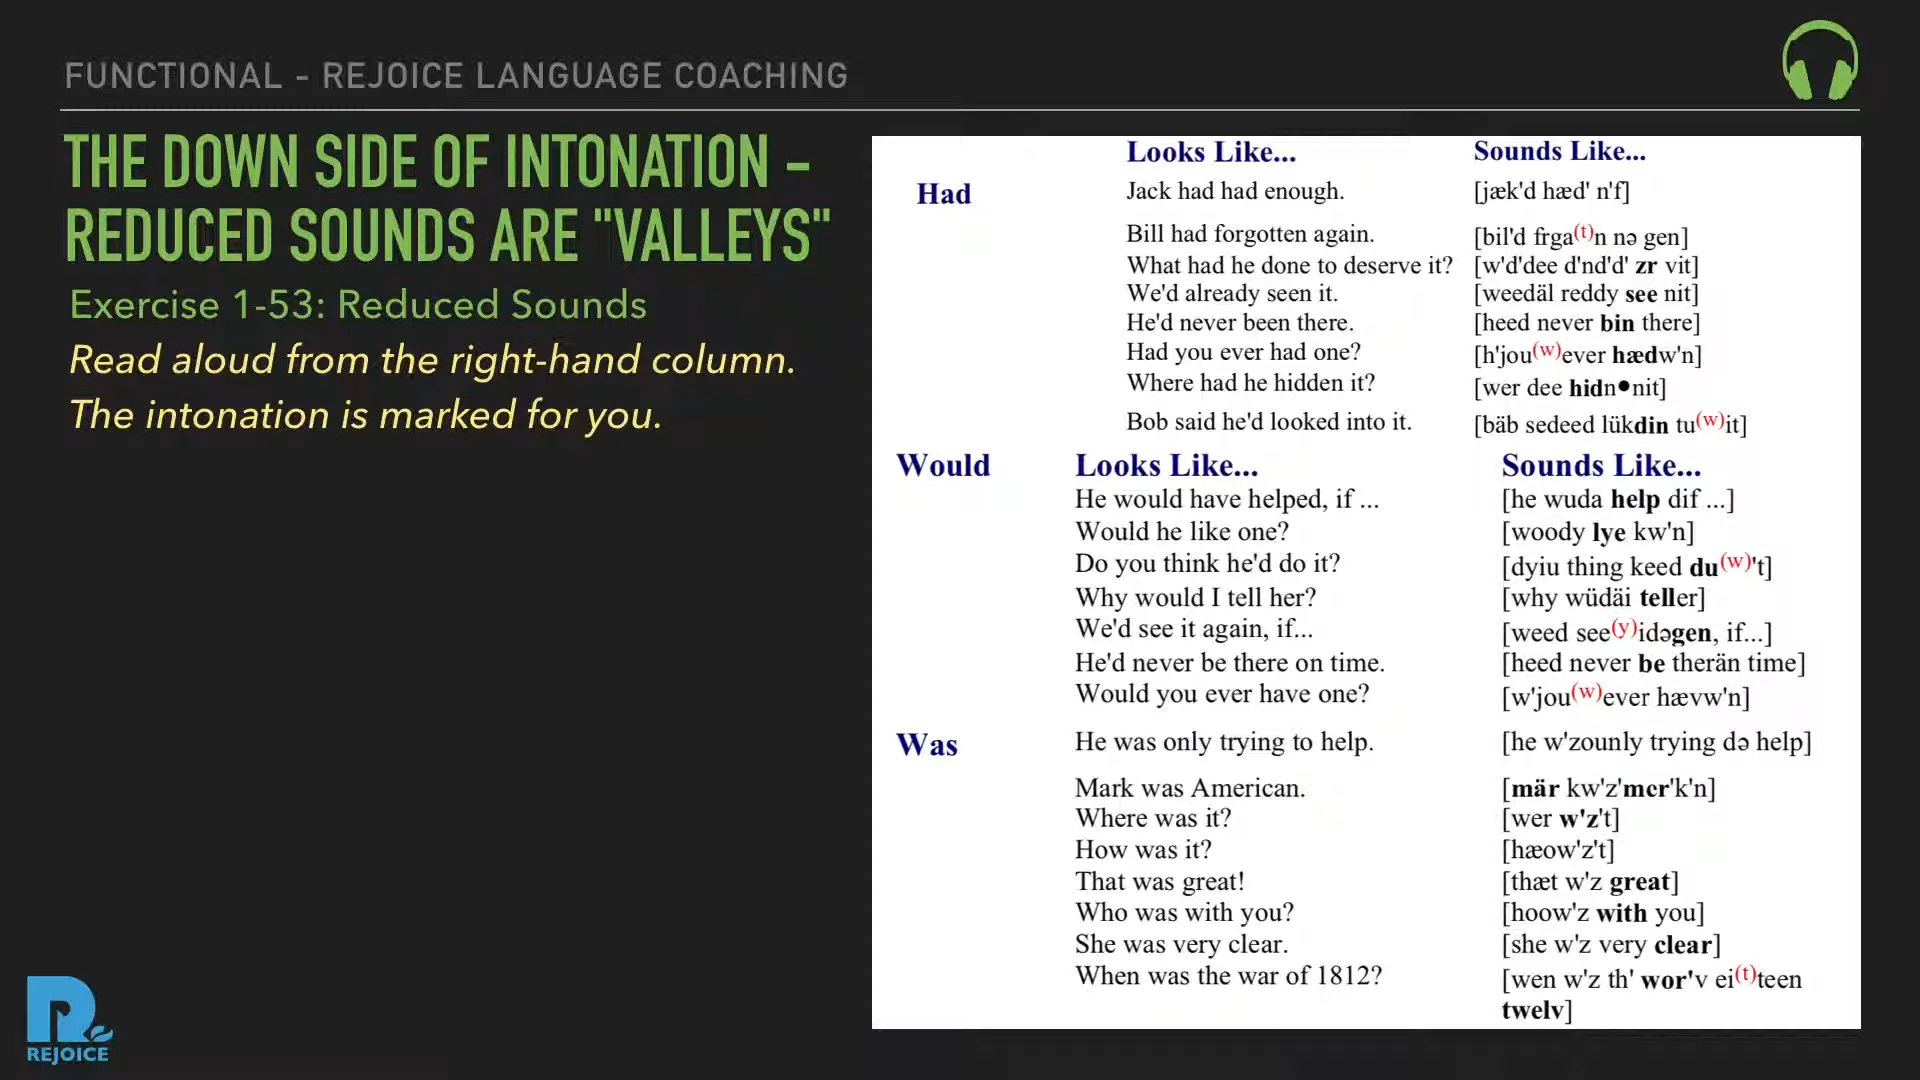 FUNCTIONAL - REJOICE LANGUAGE COACHING
THE DOWN SIDE OF INTONATION -
REDUCED SOUNDS ARE "VALLEYS"
Exercise 1-53: Reduced Sounds
Read aloud from the right-hand column.
The intonation is marked for you.
Looks Like... Sounds Like...
Had Jack had had enough. [jæk'd hæd' n'f]
Bill had forgotten again. [bil'd frga(t)n nə gen]
What had he done to deserve it? [w'd'dee d'nd'd' zr vit]
We'd already seen it. [weedäl reddy see nit]
He'd never been there. [heed never bin there]
Had you ever had one? [h'jou(w)ever hædw'n]
Where had he hidden it? [wer dee hidn●nit]
Bob said he'd looked into it. [bäb sedeed lükdin tu(w)it]
Would Looks Like... Sounds Like...
He would have helped, if ... [he wuda help dif ...]
Would he like one? [woody lye kw'n]
Do you think he'd do it? [dyiu thing keed du(w)'t]
Why would I tell her? [why wüdäi teller]
We'd see it again, if... [weed see(y)idəgen, if...]
He'd never be there on time. [heed never be therän time]
Would you ever have one? [w'jou(w)ever hævw'n]
Was He was only trying to help. [he w'zounly trying də help]
Mark was American. [mär kw'z'mer'k'n]
Where was it? [wer w'z't]
How was it? [hæow'z't]
That was great! [thæt w'z great]
Who was with you? [hoow'z with you]
She was very clear. [she w'z very clear]
When was the war of 1812? [wen w'z th' wor'v ei(t)teen
twelv]
REJOICE